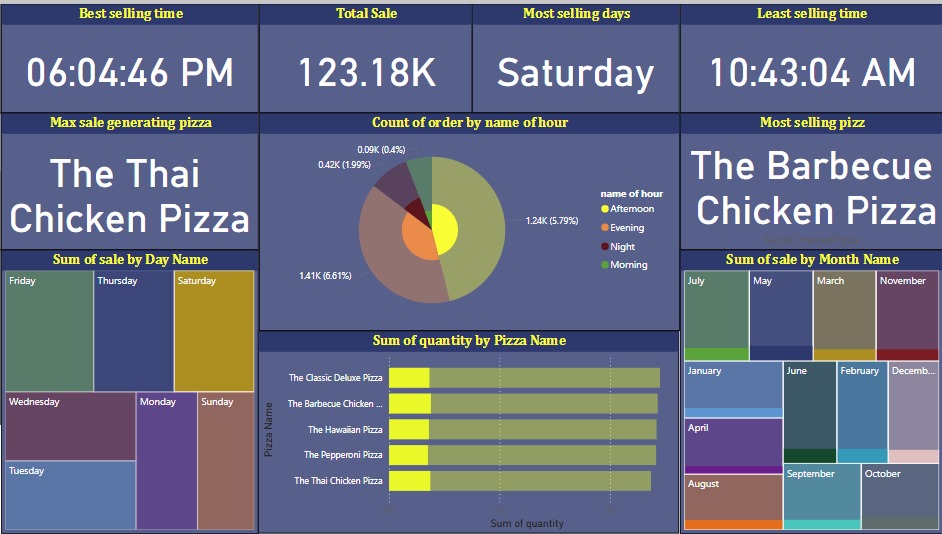 Best selling time
Total Sale
Most selling days
Least selling time
06:04:46 PM
123.18K
Saturday
10:43:04 AM
Max sale generating pizza
Count of order by name of hour
Most selling pizz
The Thai
Chicken Pizza
0.09K (0.4%)
0.42K (1.99%)
1.24K (5.79%)
1.41K (6.61%)
name of hour
Afternoon
Evening
Night
Morning
The Barbecue
Chicken Pizza
Sum of sale by Day Name
Friday
Thursday
Saturday
Wednesday
Monday
Sunday
Tuesday
Sum of quantity by Pizza Name
Pizza Name
The Classic Deluxe Pizza
The Barbecue Chicken ...
The Hawaiian Pizza
The Pepperoni Pizza
The Thai Chicken Pizza
Sum of quantity
Sum of sale by Month Name
July
May
March
November
January
June
February
Decemb...
April
August
September
October